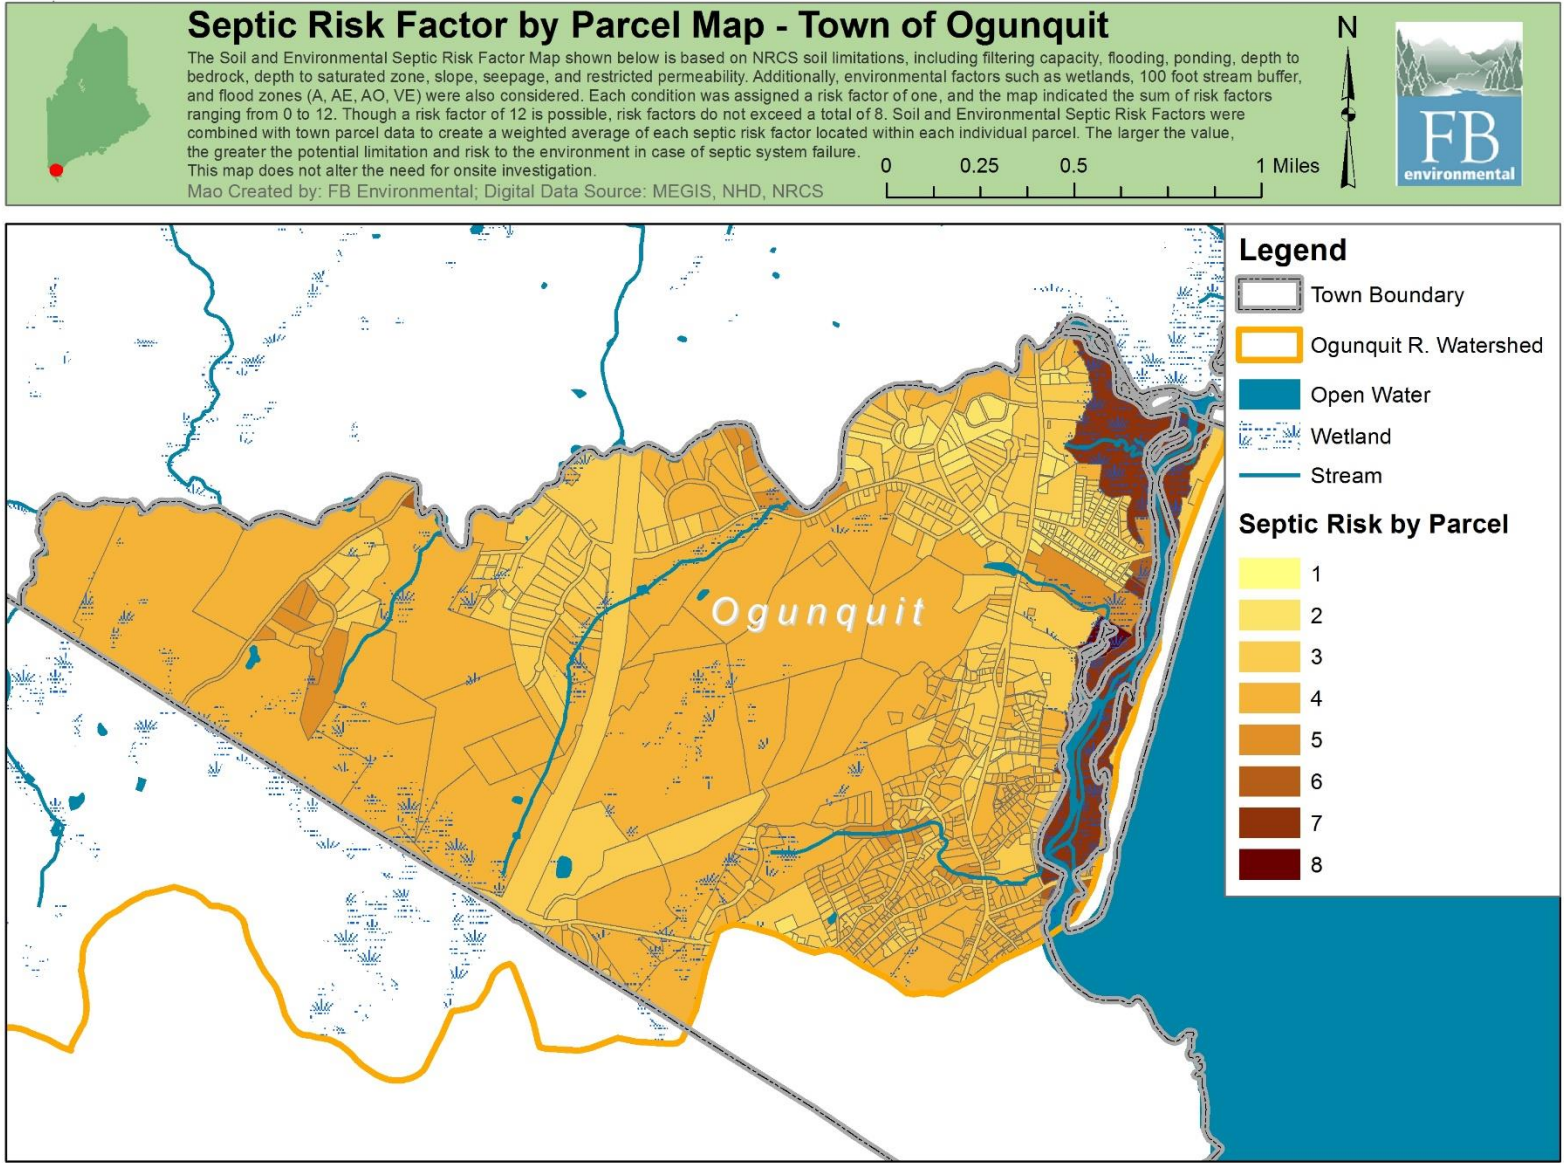 Septic Risk Factor by Parcel Map - Town of Ogunquit
The Soil and Environmental Septic Risk Factor Map shown below is based on NRCS soil limitations, including filtering capacity, flooding, ponding, depth to
bedrock, depth to saturated zone, slope, seepage, and restricted permeability. Additionally, environmental factors such as wetlands, 100 foot stream buffer,
and flood zones (A, AE, AO, VE) were also considered. Each condition was assigned a risk factor of one, and the map indicated the sum of risk factors
ranging from 0 to 12. Though a risk factor of 12 is possible, risk factors do not exceed a total of 8. Soil and Environmental Septic Risk Factors were
combined with town parcel data to create a weighted average of each septic risk factor located within each individual parcel. The larger the value,
the greater the potential limitation and risk to the environment in case of septic system failure.
This map does not alter the need for onsite investigation.
Mao Created by: FB Environmental; Digital Data Source: MEGIS, NHD, NRCS
0 0.25 0.5 1 Miles
N
FB
environmental
Legend
Town Boundary
Ogunquit R. Watershed
Open Water
Wetland
Stream
Septic Risk by Parcel
1
2
3
4
5
6
7
8
Ogunquit